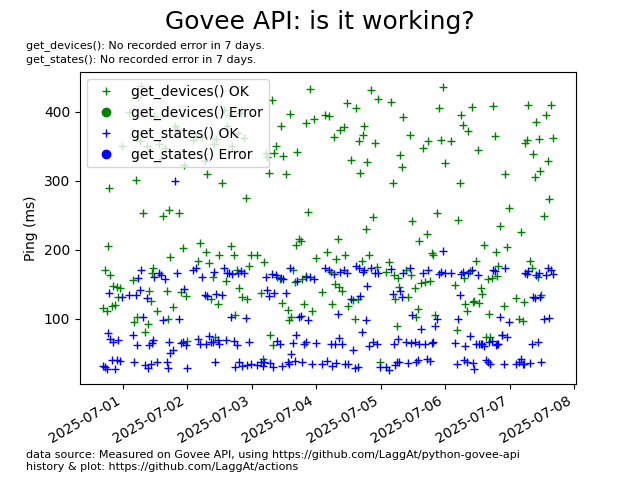 Govee API: is it working?
get_devices(): No recorded error in 7 days.
get_states(): No recorded error in 7 days.
get_devices() OK
get_devices() Error
get_states() OK
get_states() Error
Ping (ms)
400
300
200
100
2025-07-01
2025-07-02
2025-07-03
2025-07-04
2025-07-05
2025-07-06
2025-07-07
2025-07-08
data source: Measured on Govee API, using https://github.com/LaggAt/python-govee-api
history & plot: https://github.com/LaggAt/actions